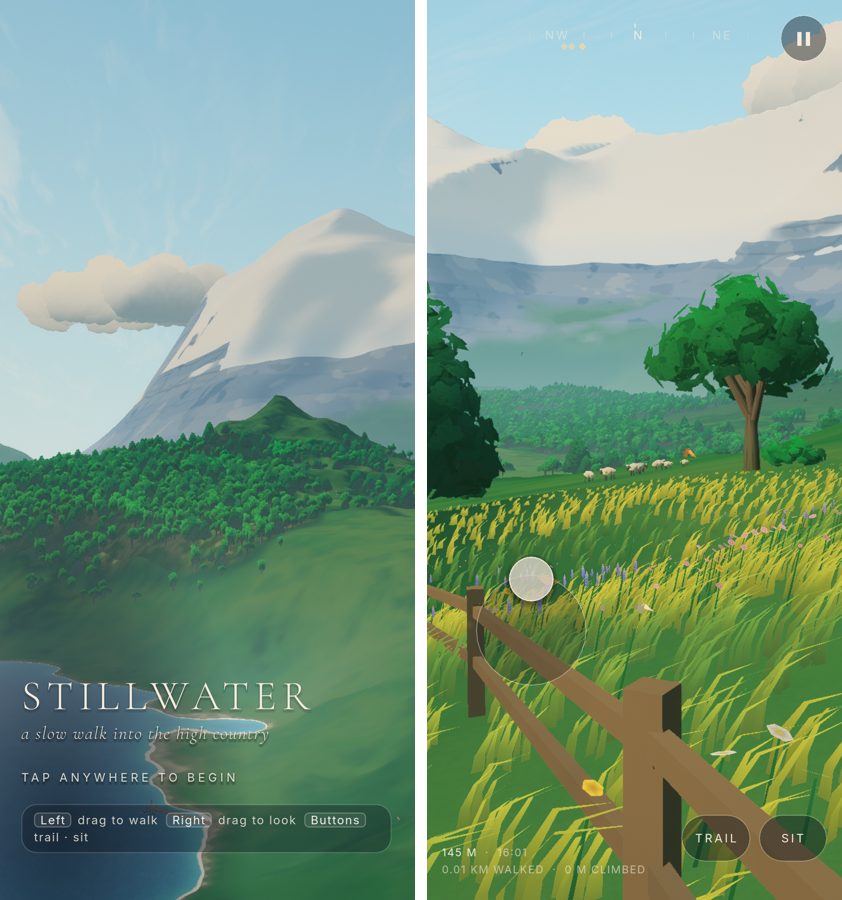 STILLWATER
a slow walk into the high country
TAP ANYWHERE TO BEGIN
Left drag to walk Right drag to look Buttons
trail · sit
NW N NE
TRAIL SIT
145 M · 16:01
0.01 KM WALKED · 0 M CLIMBED